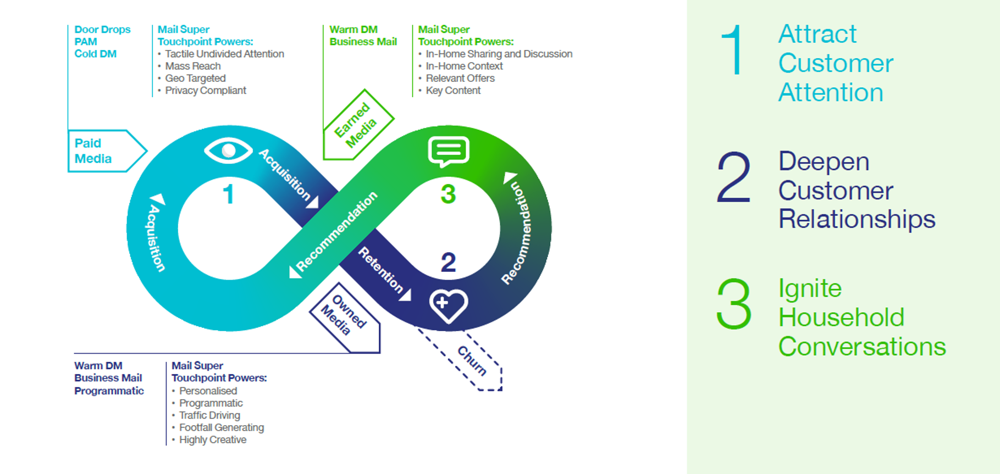 Door Drops
PAM
Cold DM
Mail Super
Touchpoint Powers:
• Tactile Undivided Attention
• Mass Reach
• Geo Targeted
• Privacy Compliant
Warm DM
Business Mail
Mail Super
Touchpoint Powers:
• In-Home Sharing and Discussion
• In-Home Context
• Relevant Offers
• Key Content
Paid
Media
Earned
Media
Acquisition
Acquisition
1
Recommendation
3
Recommendation
Retention
2
Owned
Media
Churn
Warm DM
Business Mail
Programmatic
Mail Super
Touchpoint Powers:
• Personalised
• Programmatic
• Traffic Driving
• Footfall Generating
• Highly Creative
1
Attract
Customer
Attention
2
Deepen
Customer
Relationships
3
Ignite
Household
Conversations